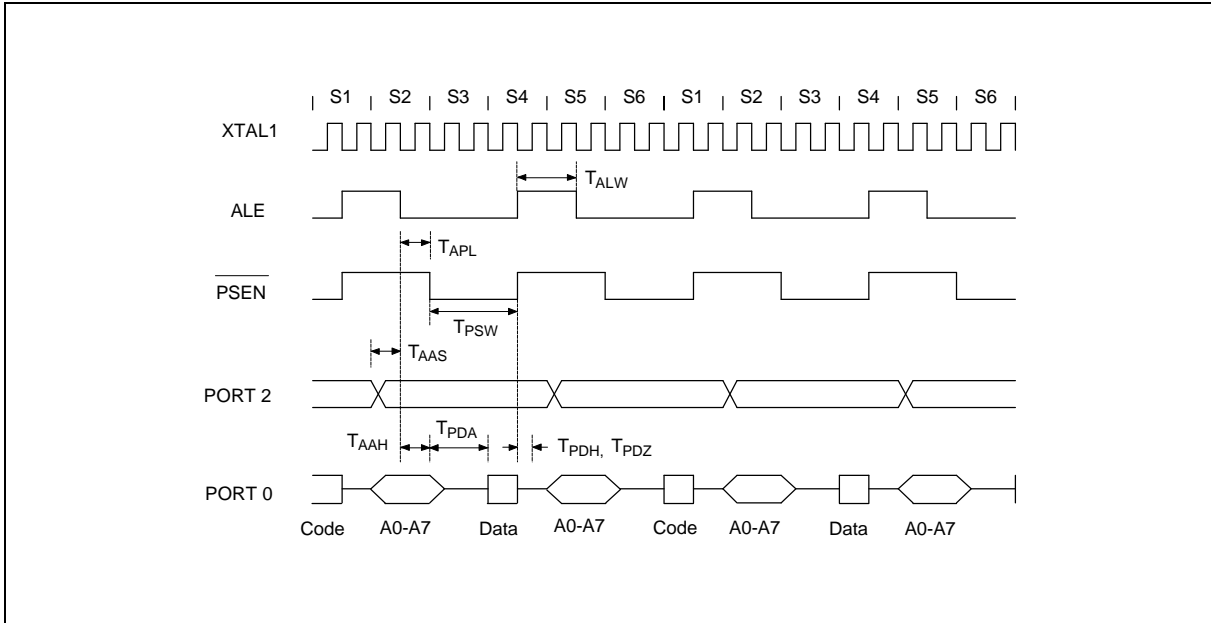 S1 S2 S3 S4 S5 S6 S1 S2 S3 S4 S5 S6
XTAL1
TALW
ALE
TAPL
PSEN
TPSW
TAAS
PORT 2
TAAH TPDA TPDH, TPDZ
PORT 0
Code A0-A7 Data A0-A7 Code A0-A7 Data A0-A7